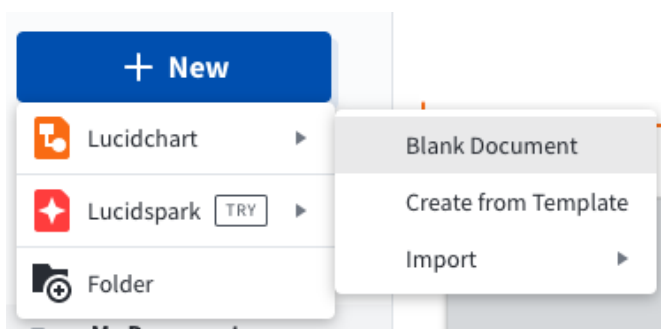 + New
Lucidchart
Lucidspark TRY
Folder
Blank Document
Create from Template
Import